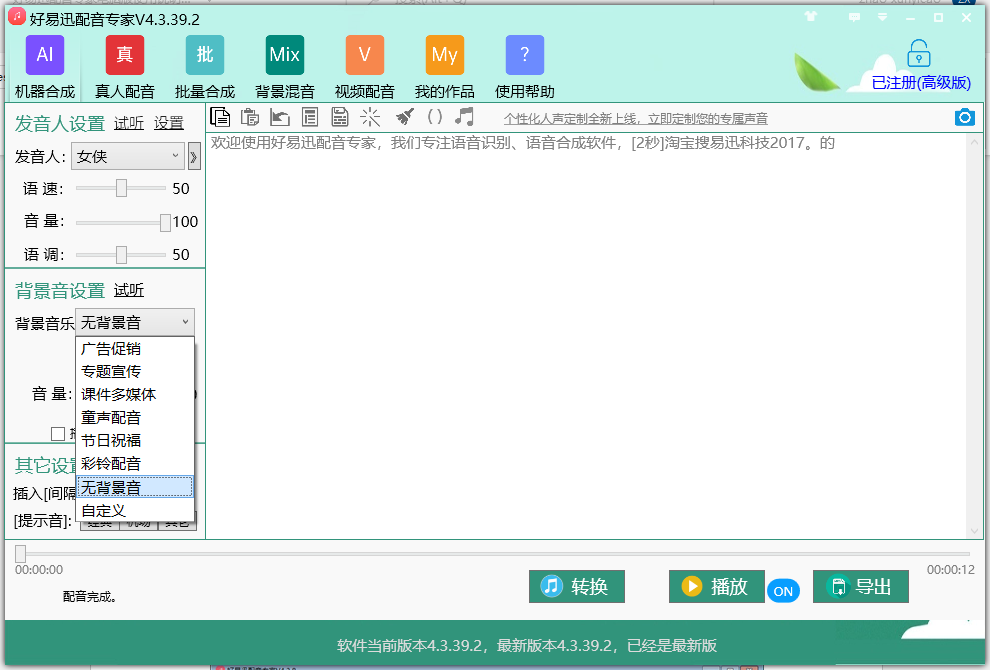 好易迅配音专家V4.3.39.2
AI 真 批 Mix V My ?
机器合成 真人配音 批量合成 背景混音 视频配音 我的作品 使用帮助
已注册(高级版)
发音人设置 试听 设置
个性化人声定制全新上线，立即定制您的专属声音
欢迎使用好易迅配音专家，我们专注语音识别、语音合成软件，[2秒]淘宝搜易迅科技2017。的
发音人: 女侠
语 速: 50
音 量: 100
语 调: 50
背景音设置 试听
背景音乐 无背景音
广告促销
专题宣传
音 量: 课件多媒体
童声配音
节日祝福
其它设 彩铃配音
插入[间隔 无背景音
[提示音]: 自定义
00:00:00 00:00:12
配音完成。
转换 播放 ON 导出
软件当前版本4.3.39.2，最新版本4.3.39.2，已经是最新版